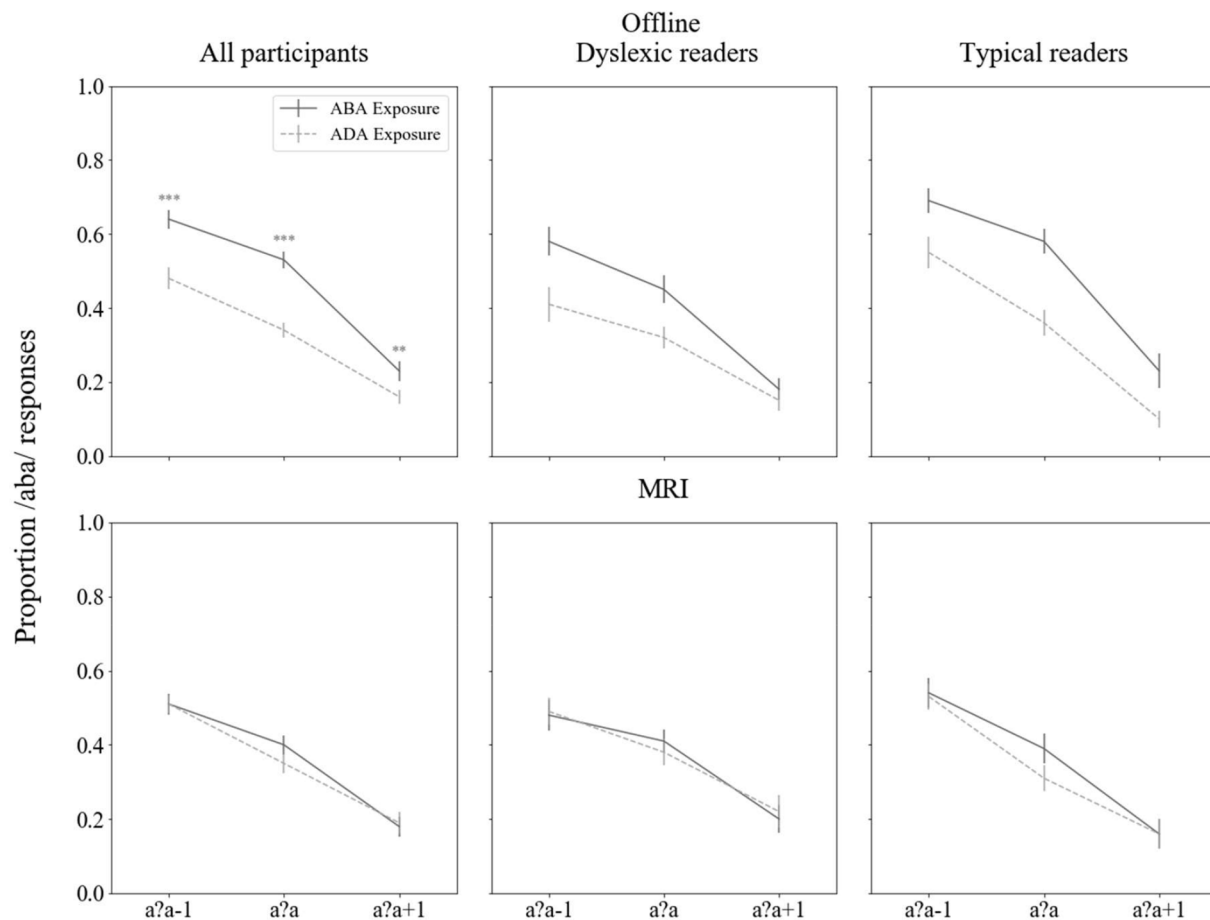 Offline
All participants
Dyslexic readers
Typical readers
1.0
0.8
0.6
0.4
0.2
0.0
ABA Exposure
ADA Exposure
***
***
**
MRI
1.0
0.8
0.6
0.4
0.2
0.0
a?a-1
a?a
a?a+1
a?a-1
a?a
a?a+1
a?a-1
a?a
a?a+1
Proportion /aba/ responses